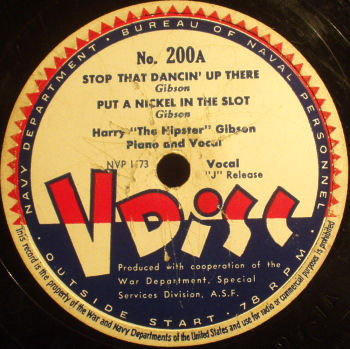 NAVY DEPARTMENT · BUREAU OF NAVAL PERSONNEL
No. 200A
STOP THAT DANCIN' UP THERE
Gibson
PUT A NICKEL IN THE SLOT
Gibson
Harry "The Hipster" Gibson
Piano and Vocal
NVP 1173 Vocal
"J" Release
V Disc
Produced with cooperation of the
War Department, Special
Services Division, A.S.F.
OUTSIDE START · 78 RPM
This record is the property of the War and Navy Departments of the United States and use for radio or commercial purposes is prohibited